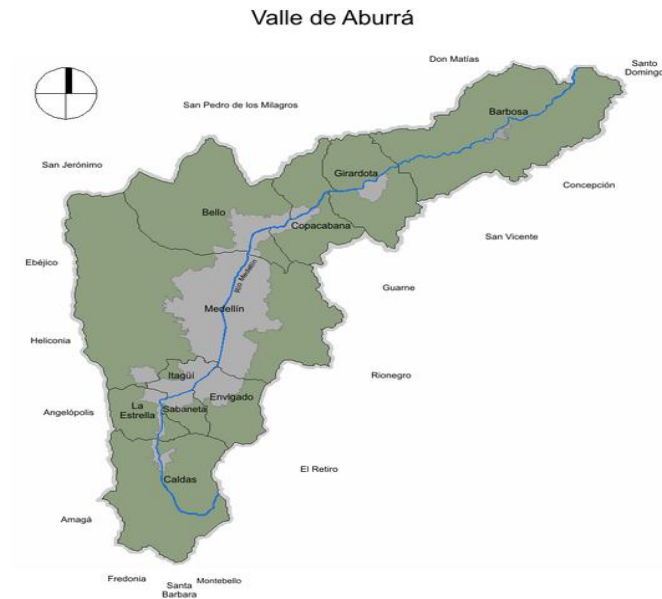 Valle de Aburrá
Don Matías
Santo
Domingo
San Pedro de los Milagros
Barbosa
San Jerónimo
Girardota
Concepción
Bello
Copacabana
San Vicente
Ebéjico
Río Medellín
Guarne
Medellín
Heliconia
Itagüí
Rionegro
Envigado
La
Estrella
Sabaneta
Angelópolis
El Retiro
Caldas
Amagá
Fredonia
Santa
Barbara
Montebello